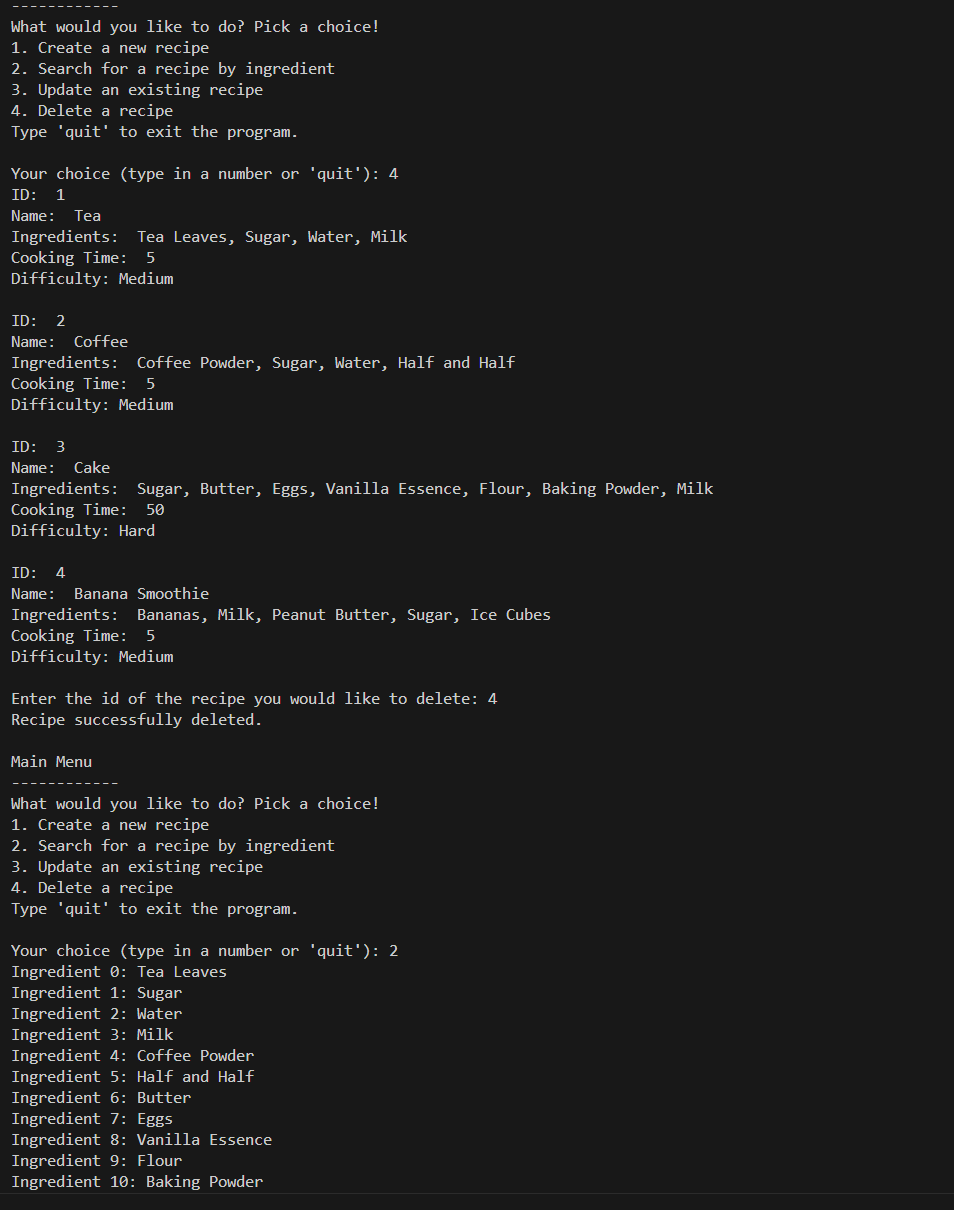 ------------
What would you like to do? Pick a choice!
1. Create a new recipe
2. Search for a recipe by ingredient
3. Update an existing recipe
4. Delete a recipe
Type 'quit' to exit the program.
Your choice (type in a number or 'quit'): 4
ID:  1
Name:  Tea
Ingredients:  Tea Leaves, Sugar, Water, Milk
Cooking Time:  5
Difficulty: Medium
ID:  2
Name:  Coffee
Ingredients:  Coffee Powder, Sugar, Water, Half and Half
Cooking Time:  5
Difficulty: Medium
ID:  3
Name:  Cake
Ingredients:  Sugar, Butter, Eggs, Vanilla Essence, Flour, Baking Powder, Milk
Cooking Time:  50
Difficulty: Hard
ID:  4
Name:  Banana Smoothie
Ingredients:  Bananas, Milk, Peanut Butter, Sugar, Ice Cubes
Cooking Time:  5
Difficulty: Medium
Enter the id of the recipe you would like to delete: 4
Recipe successfully deleted.
Main Menu
------------
What would you like to do? Pick a choice!
1. Create a new recipe
2. Search for a recipe by ingredient
3. Update an existing recipe
4. Delete a recipe
Type 'quit' to exit the program.
Your choice (type in a number or 'quit'): 2
Ingredient 0: Tea Leaves
Ingredient 1: Sugar
Ingredient 2: Water
Ingredient 3: Milk
Ingredient 4: Coffee Powder
Ingredient 5: Half and Half
Ingredient 6: Butter
Ingredient 7: Eggs
Ingredient 8: Vanilla Essence
Ingredient 9: Flour
Ingredient 10: Baking Powder